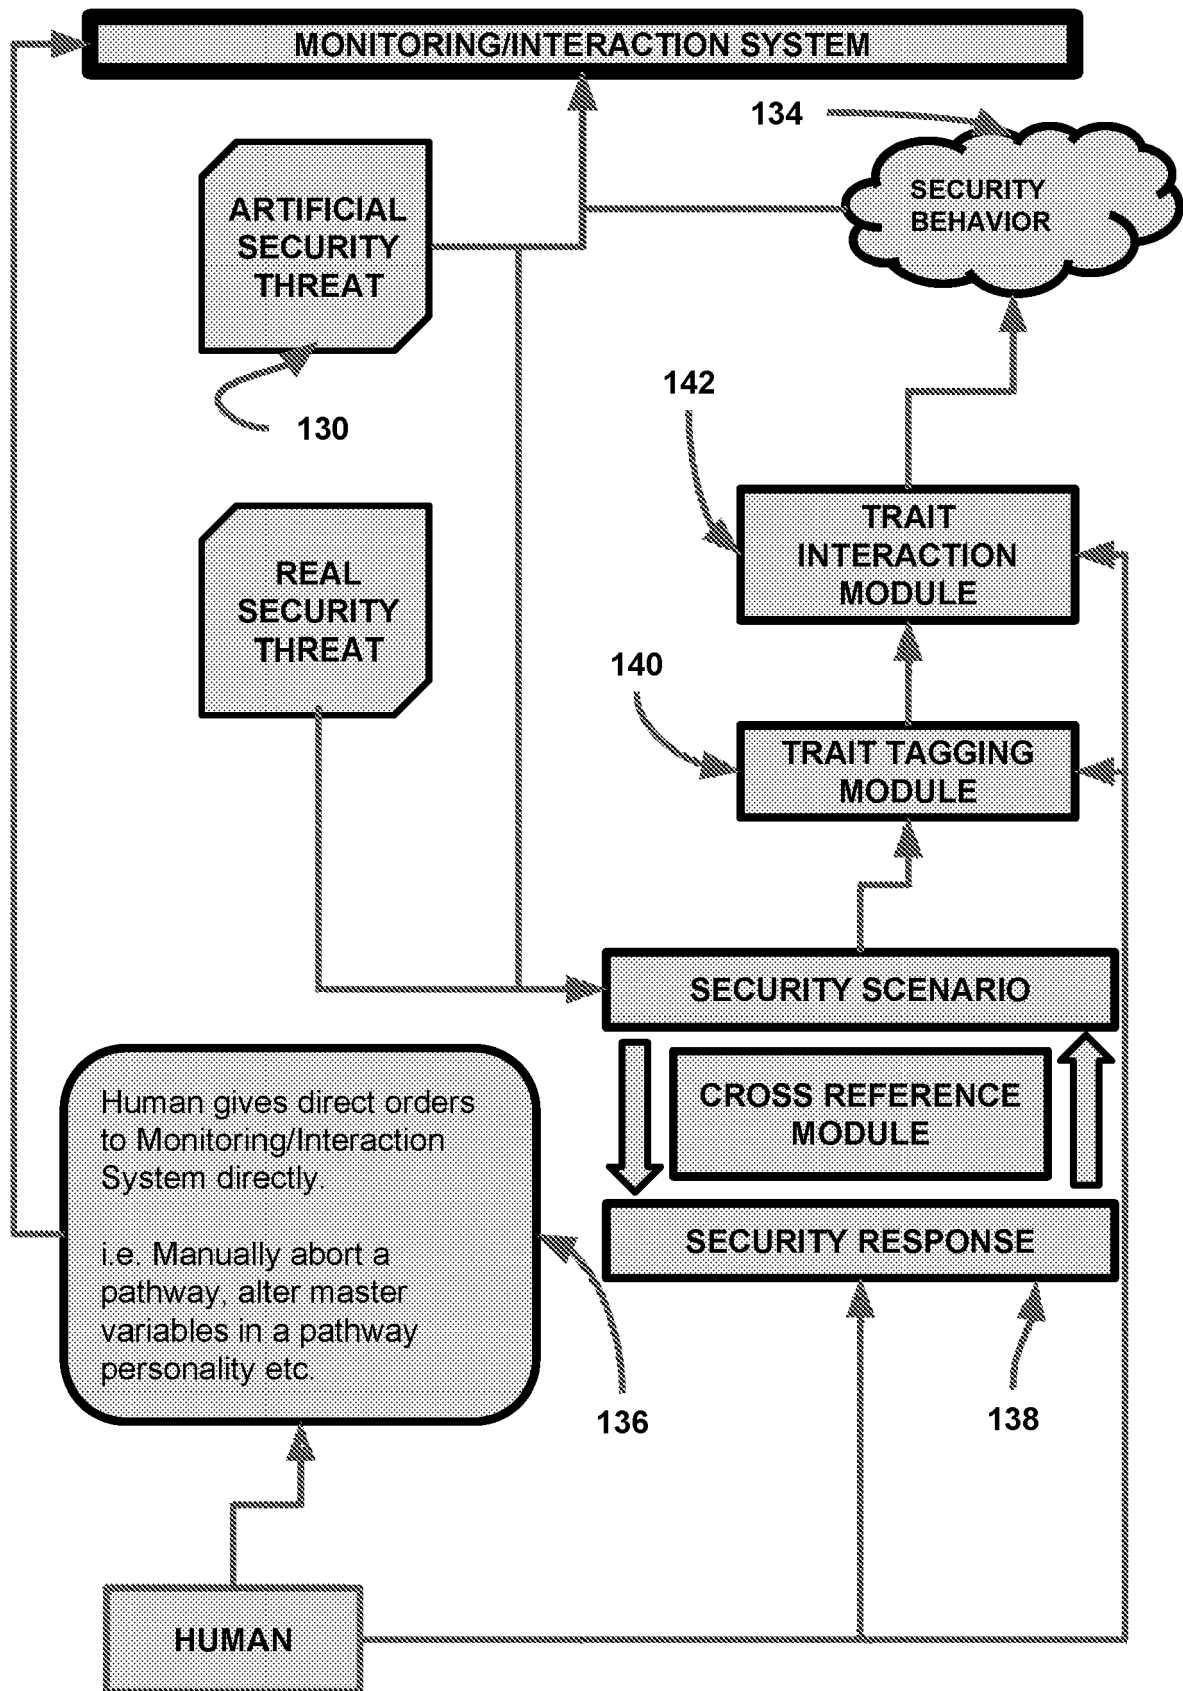 MONITORING/INTERACTION SYSTEM
134
SECURITY
BEHAVIOR
ARTIFICIAL
SECURITY
THREAT
130
142
TRAIT
INTERACTION
MODULE
REAL
SECURITY
THREAT
140
TRAIT TAGGING
MODULE
SECURITY SCENARIO
CROSS REFERENCE
MODULE
SECURITY RESPONSE
Human gives direct orders
to Monitoring/Interaction
System directly.
i.e. Manually abort a
pathway, alter master
variables in a pathway
personality etc.
136
138
HUMAN